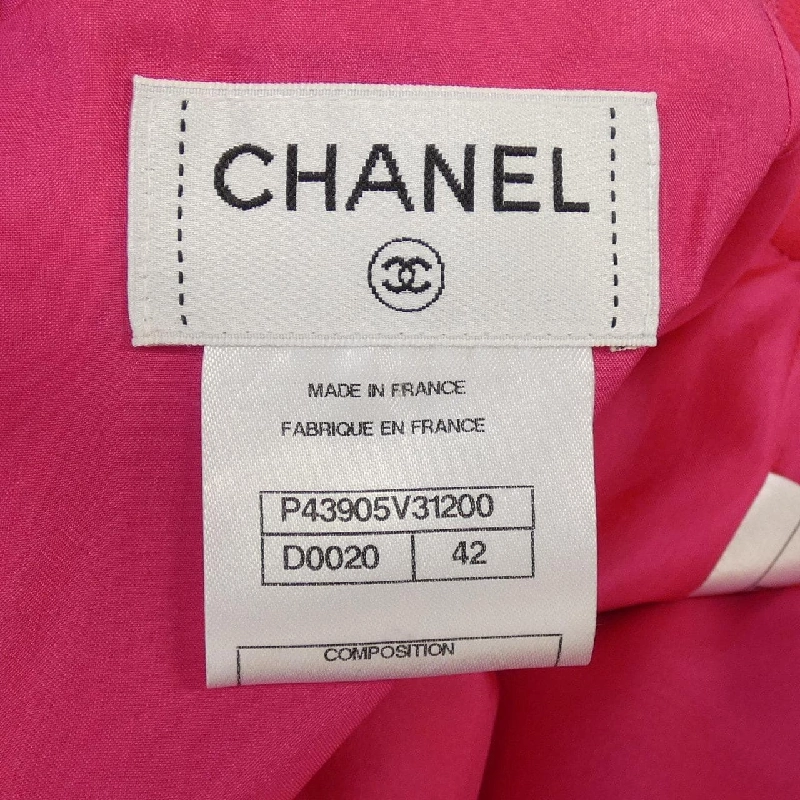 CHANEL
MADE IN FRANCE
FABRIQUE EN FRANCE
P43905V31200
D0020 42
COMPOSITION